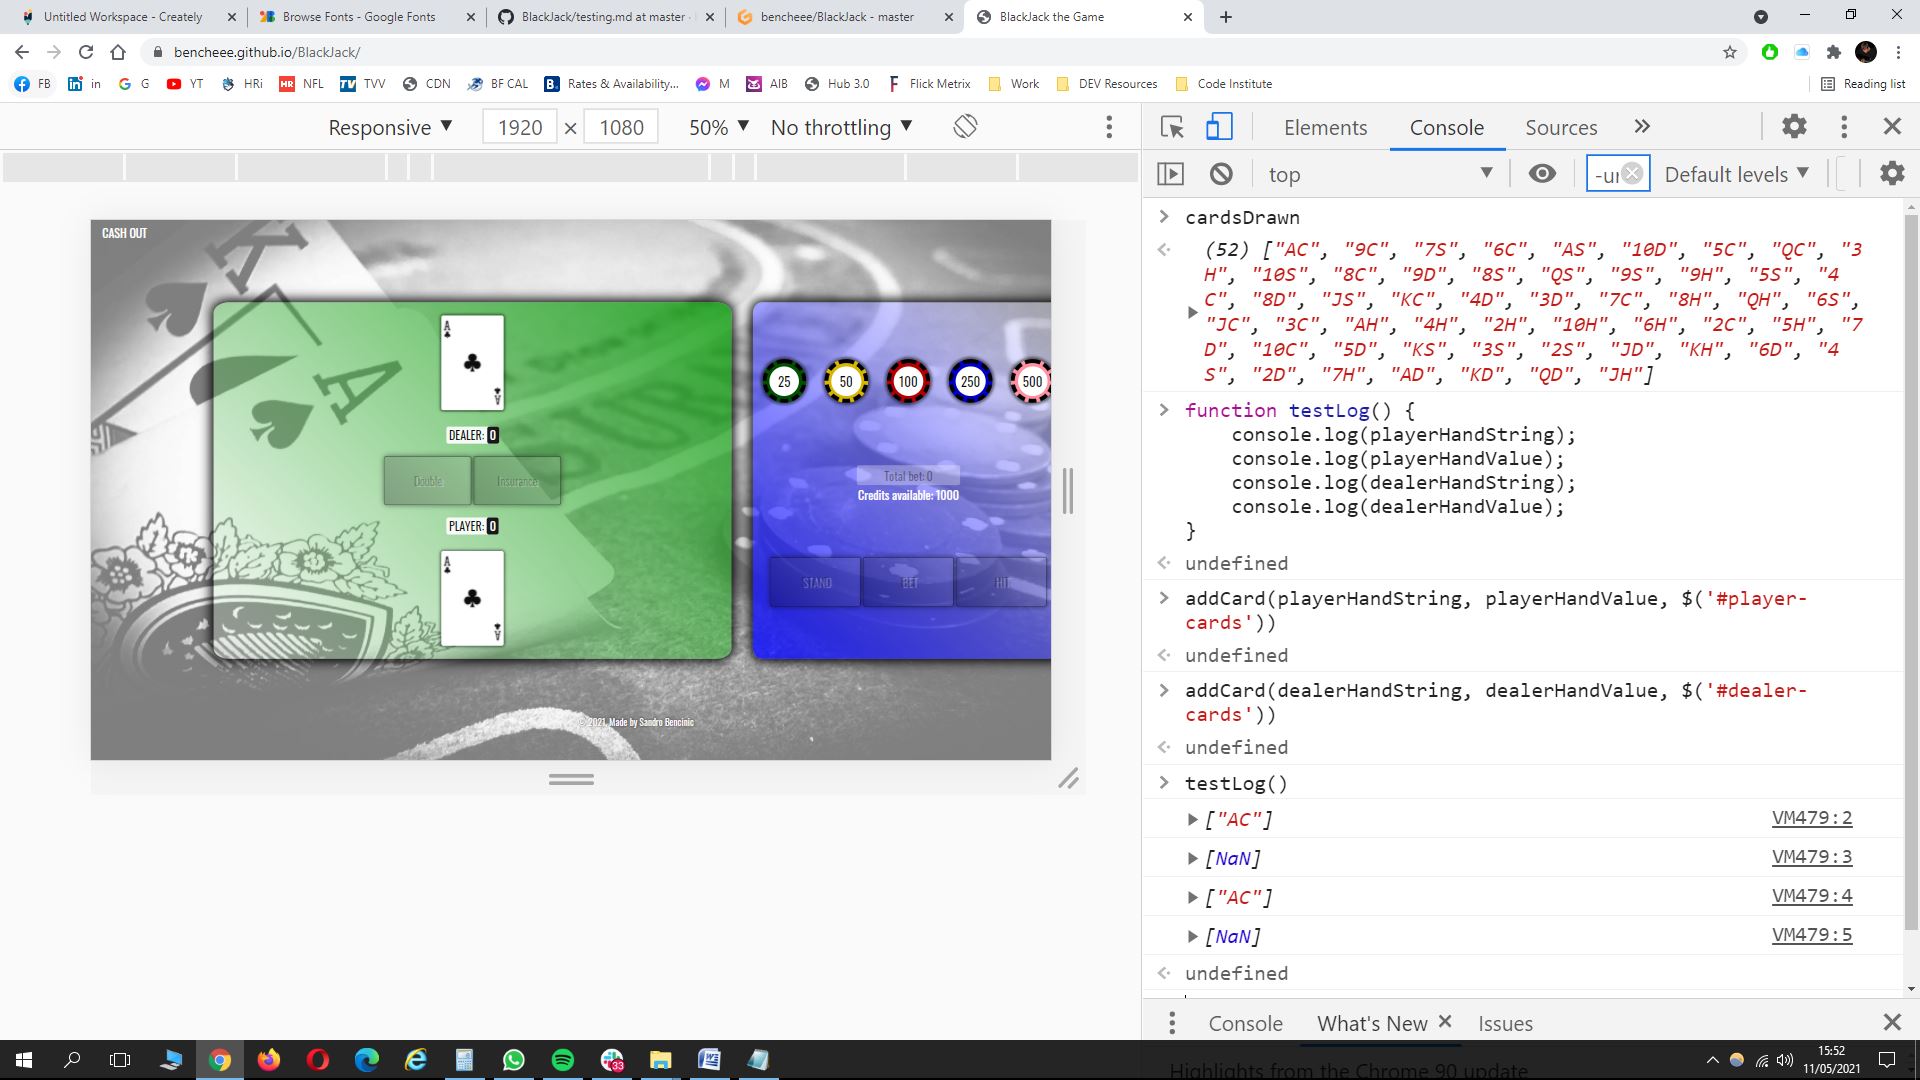 Untitled Workspace - Creately
Browse Fonts - Google Fonts
BlackJack/testing.md at master ·
bencheee/BlackJack - master
BlackJack the Game
bencheee.github.io/BlackJack/
FB
in
G
YT
HRi
NFL
TVV
CDN
BF CAL
Rates & Availability...
M
AIB
Hub 3.0
Flick Metrix
Work
DEV Resources
Code Institute
Reading list
Responsive ▼ 1920 × 1080 50% ▼ No throttling ▼
Elements Console Sources »
top ▼ Default levels ▼
CASH OUT
A
A
DEALER: 0
Double
Insurance
PLAYER: 0
A
A
25
50
100
250
500
Total bet: 0
Credits available: 1000
STAND
BET
HIT
© 2021, Made by Sandro Bencinic
cardsDrawn
(52) ["AC", "9C", "7S", "6C", "AS", "10D", "5C", "QC", "3
H", "10S", "8C", "9D", "8S", "QS", "9S", "9H", "5S", "4
C", "8D", "JS", "KC", "4D", "3D", "7C", "8H", "QH", "6S",
"JC", "3C", "AH", "4H", "2H", "10H", "6H", "2C", "5H", "7
D", "10C", "5D", "KS", "3S", "2S", "JD", "KH", "6D", "4
S", "2D", "7H", "AD", "KD", "QD", "JH"]
function testLog() {
console.log(playerHandString);
console.log(playerHandValue);
console.log(dealerHandString);
console.log(dealerHandValue);
}
undefined
addCard(playerHandString, playerHandValue, $('#player-
cards'))
undefined
addCard(dealerHandString, dealerHandValue, $('#dealer-
cards'))
undefined
testLog()
["AC"] VM479:2
[NaN] VM479:3
["AC"] VM479:4
[NaN] VM479:5
undefined
Console What's New Issues
Highlights from the Chrome 90 update
33
15:52
11/05/2021